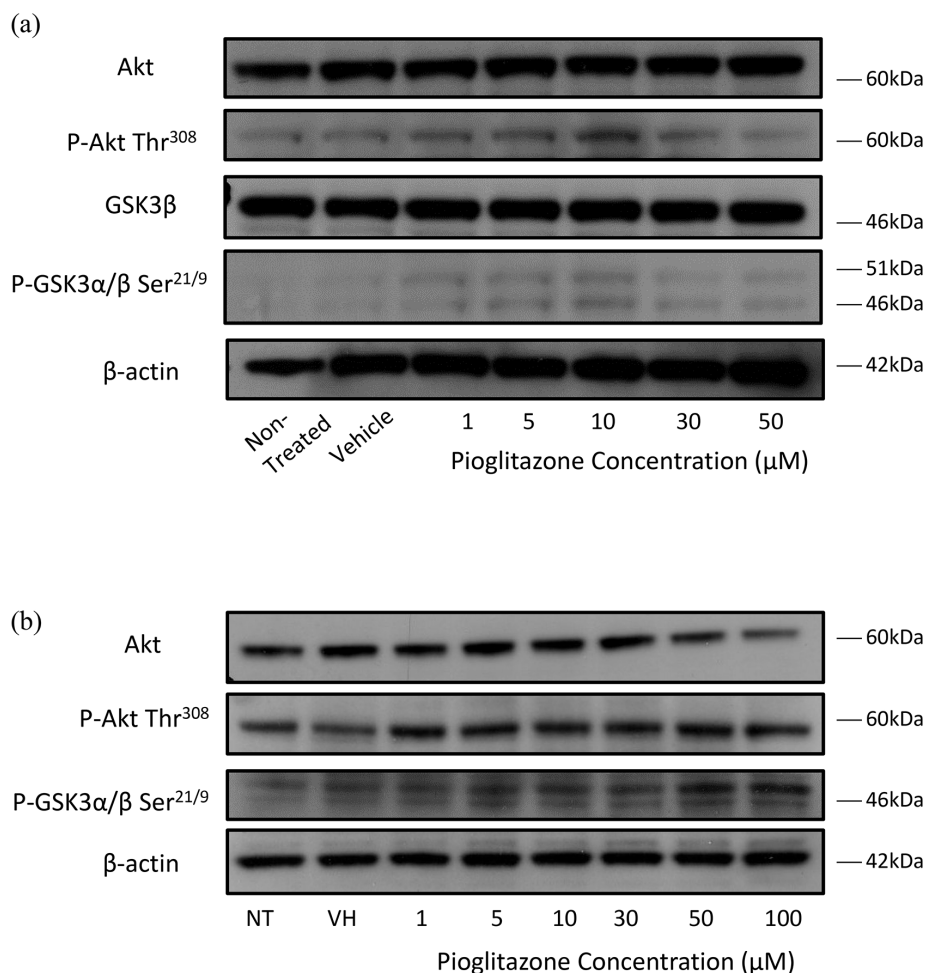 (a)
Akt
60kDa
P-Akt Thr³⁰⁸
60kDa
GSK3β
46kDa
P-GSK3α/β Ser²¹/⁹
51kDa
46kDa
β-actin
42kDa
Non-
Treated
Vehicle
1 5 10 30 50
Pioglitazone Concentration (µM)
(b)
Akt
60kDa
P-Akt Thr³⁰⁸
60kDa
P-GSK3α/β Ser²¹/⁹
46kDa
β-actin
42kDa
NT VH 1 5 10 30 50 100
Pioglitazone Concentration (µM)